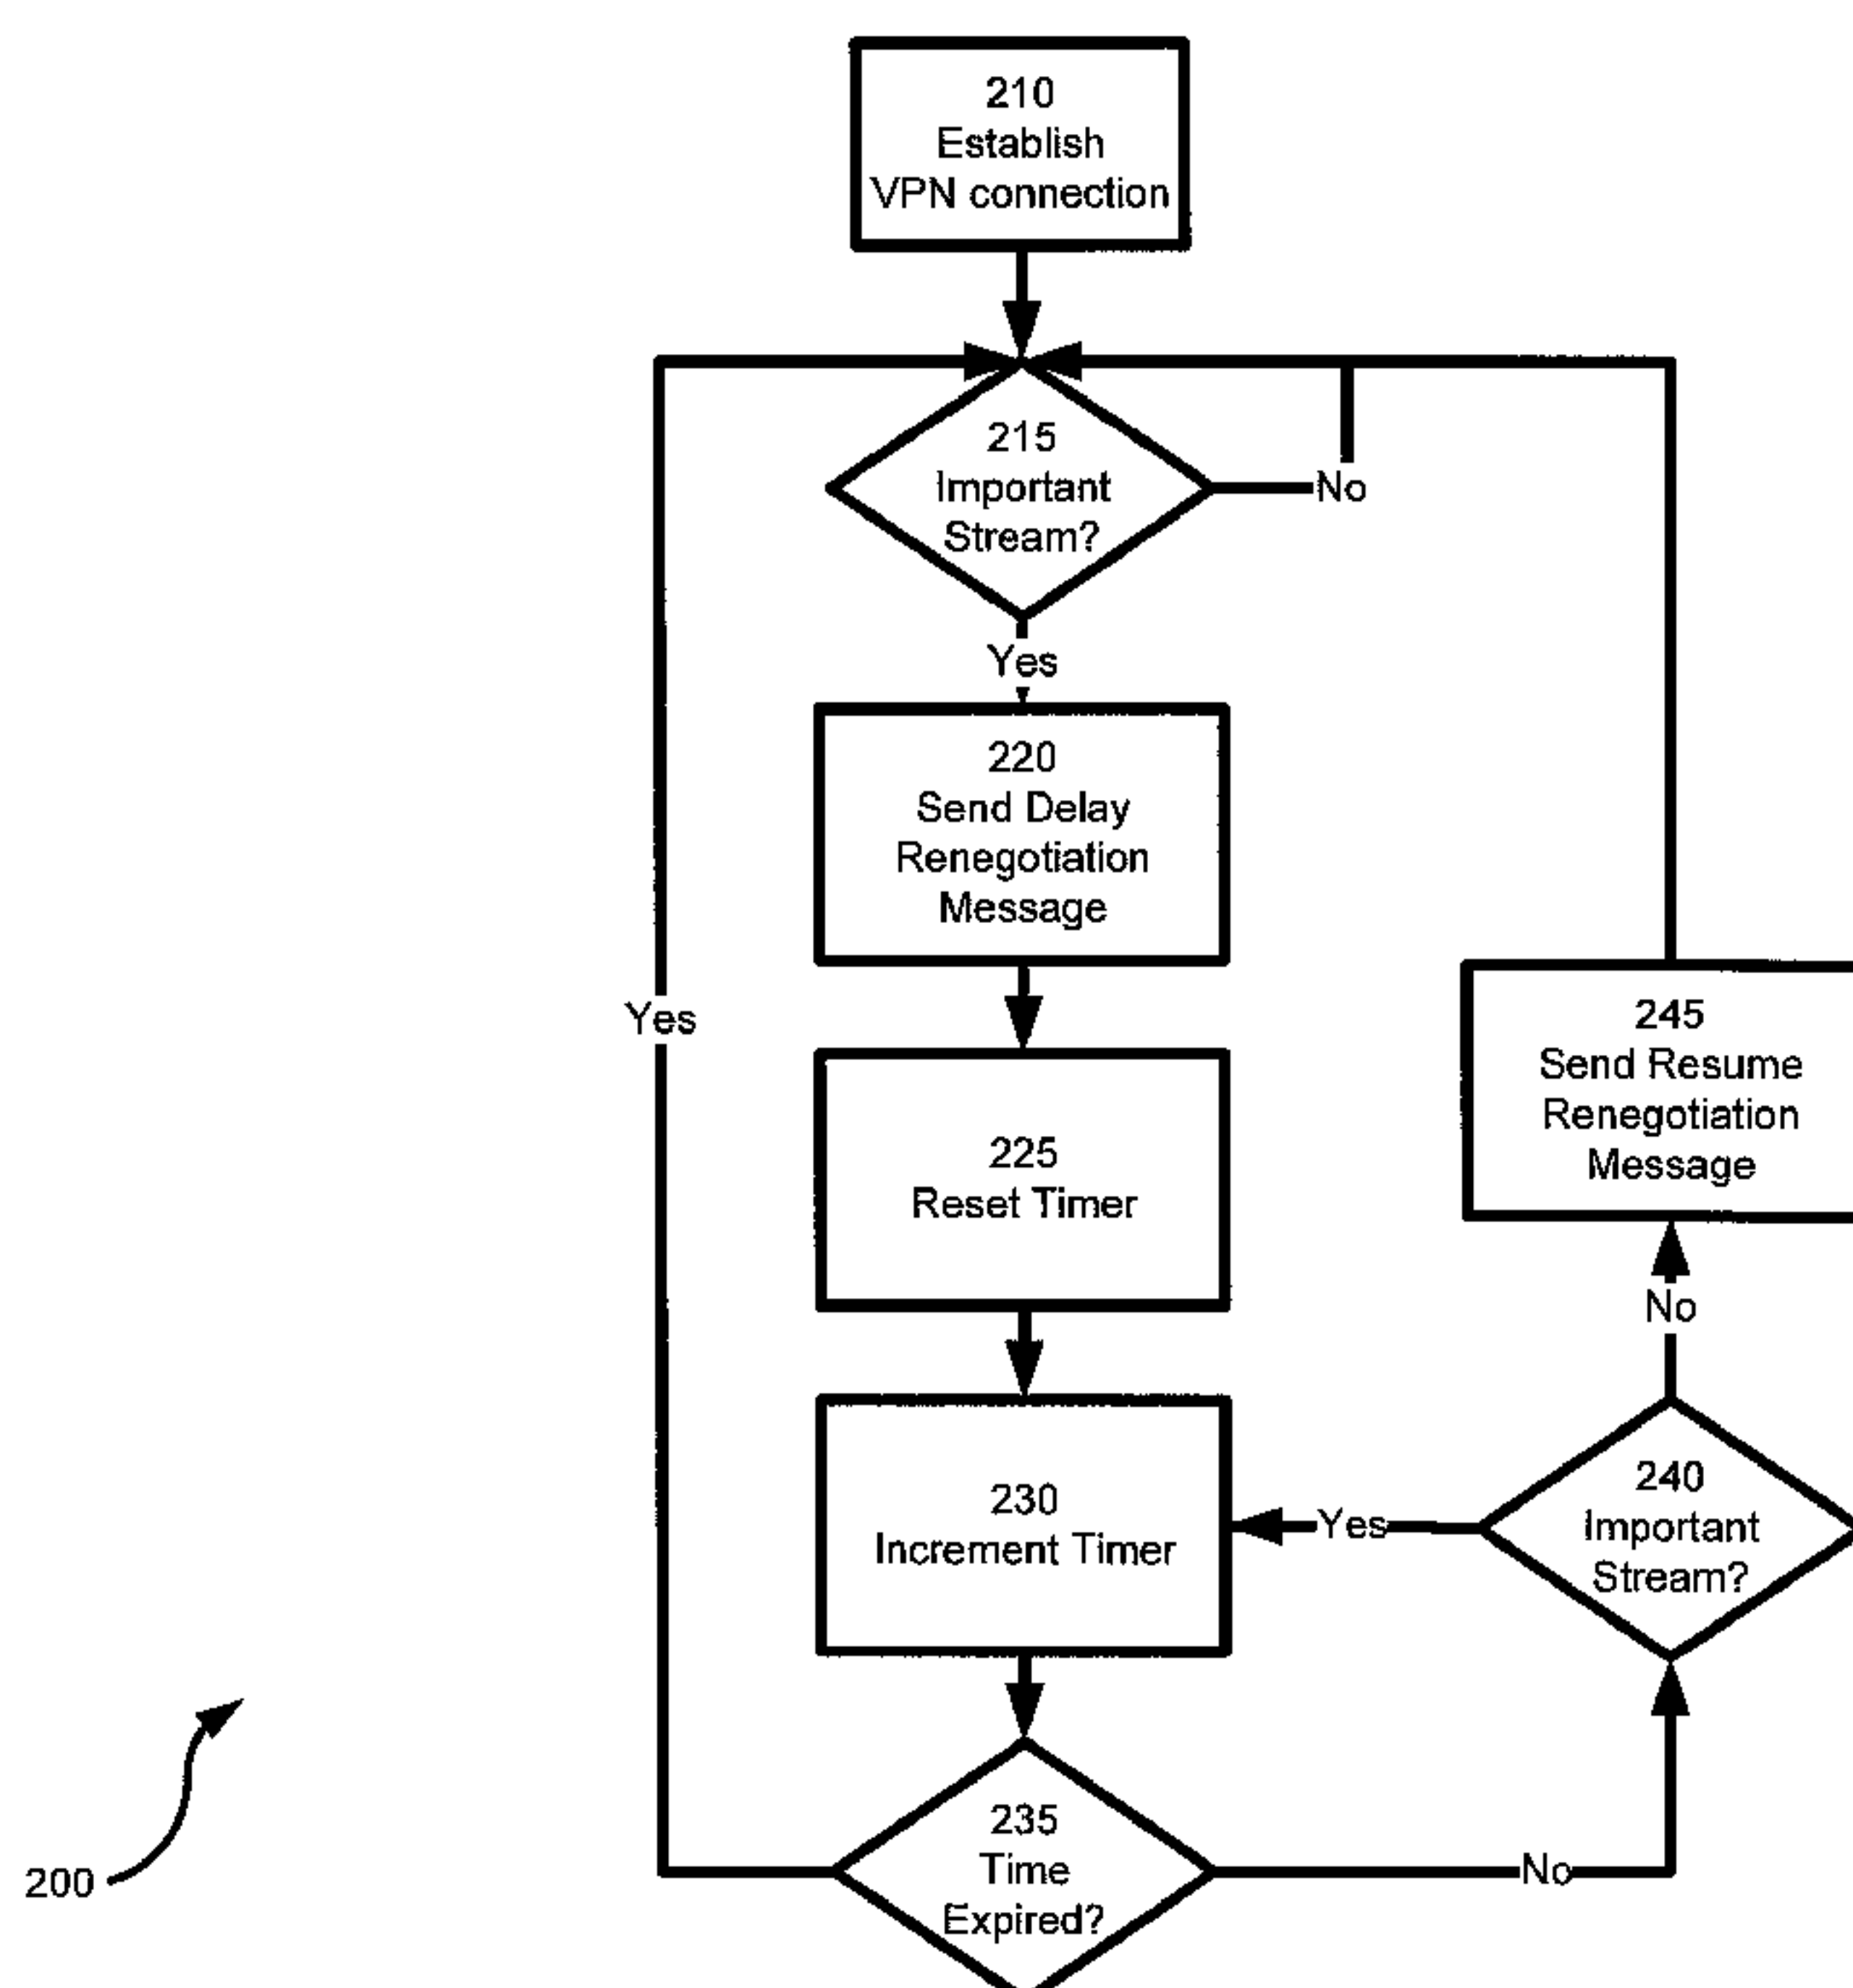 210
Establish
VPN connection
215
Important
Stream?
No
Yes
220
Send Delay
Renegotiation
Message
Yes
245
Send Resume
Renegotiation
Message
225
Reset Timer
No
230
Increment Timer
Yes
240
Important
Stream?
235
Time
Expired?
No
200